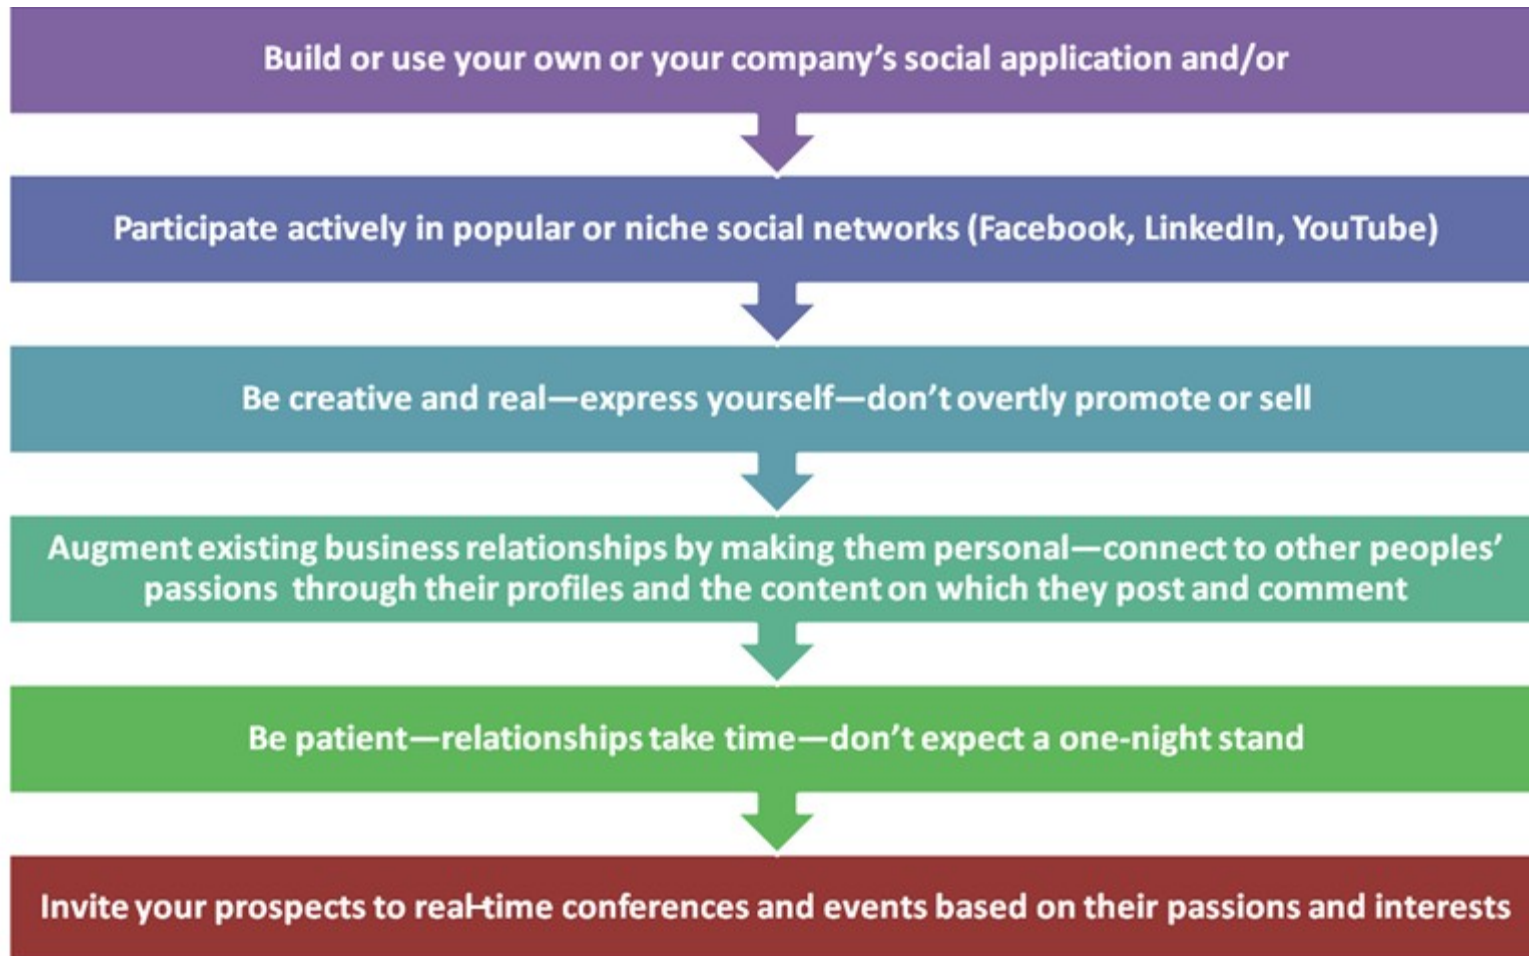 Build or use your own or your company’s social application and/or
Participate actively in popular or niche social networks (Facebook, LinkedIn, YouTube)
Be creative and real—express yourself—don’t overtly promote or sell
Augment existing business relationships by making them personal—connect to other peoples’
passions through their profiles and the content on which they post and comment
Be patient—relationships take time—don’t expect a one-night stand
Invite your prospects to real-time conferences and events based on their passions and interests